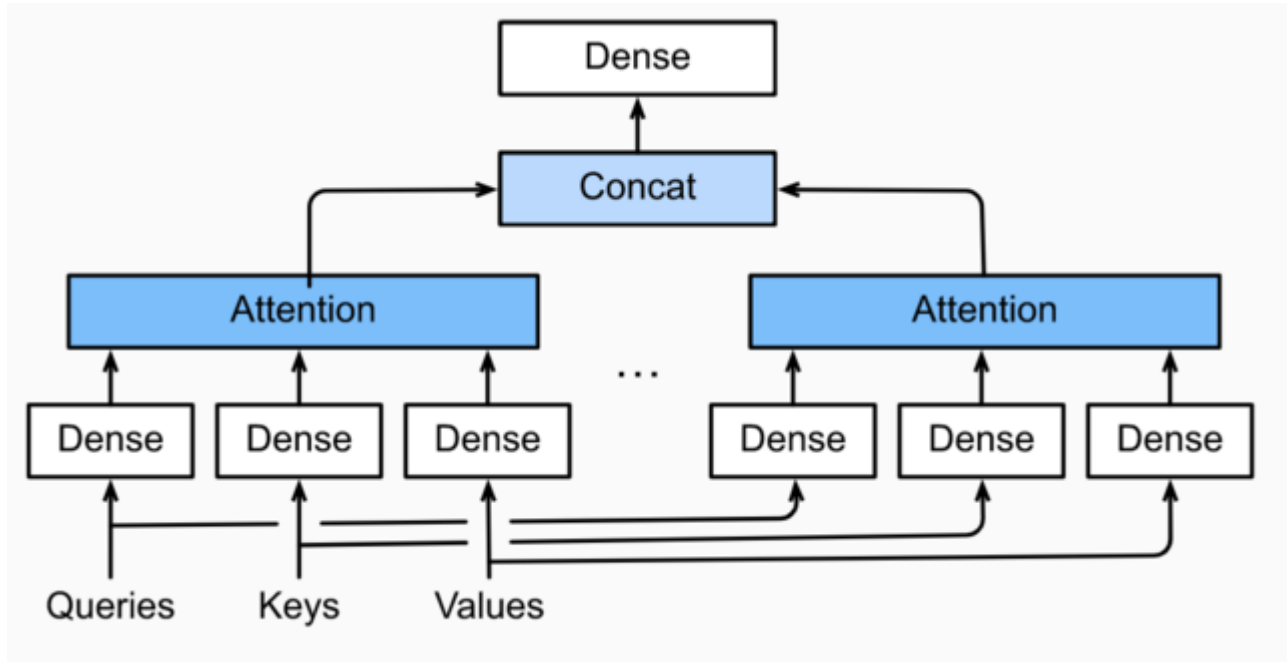 Dense
Concat
Attention
Attention
...
Dense
Dense
Dense
Dense
Dense
Dense
Queries
Keys
Values